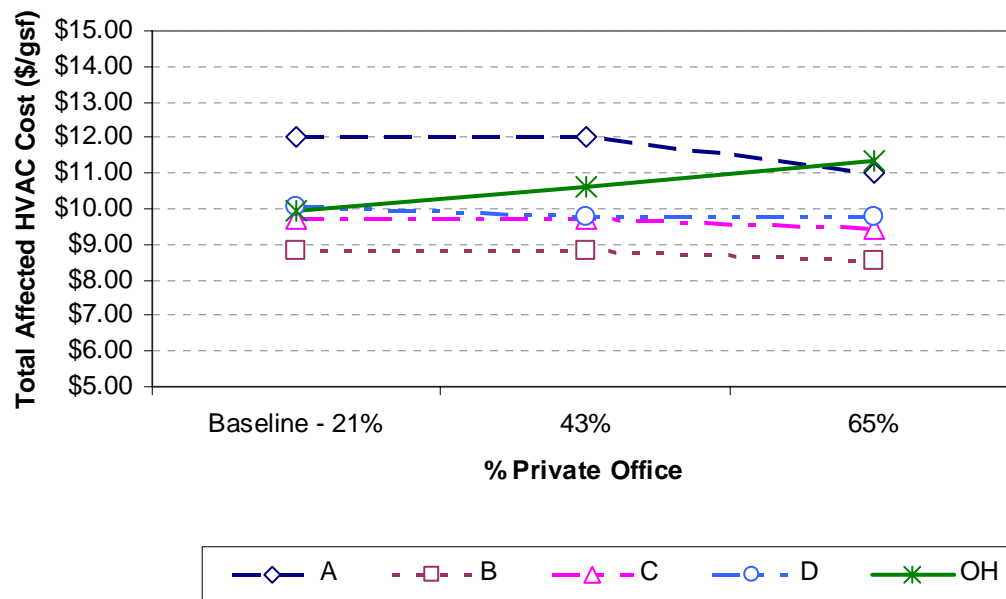 Total Affected HVAC Cost ($/gsf)
$15.00
$14.00
$13.00
$12.00
$11.00
$10.00
$9.00
$8.00
$7.00
$6.00
$5.00
Baseline - 21% 43% 65%
% Private Office
A B C D OH